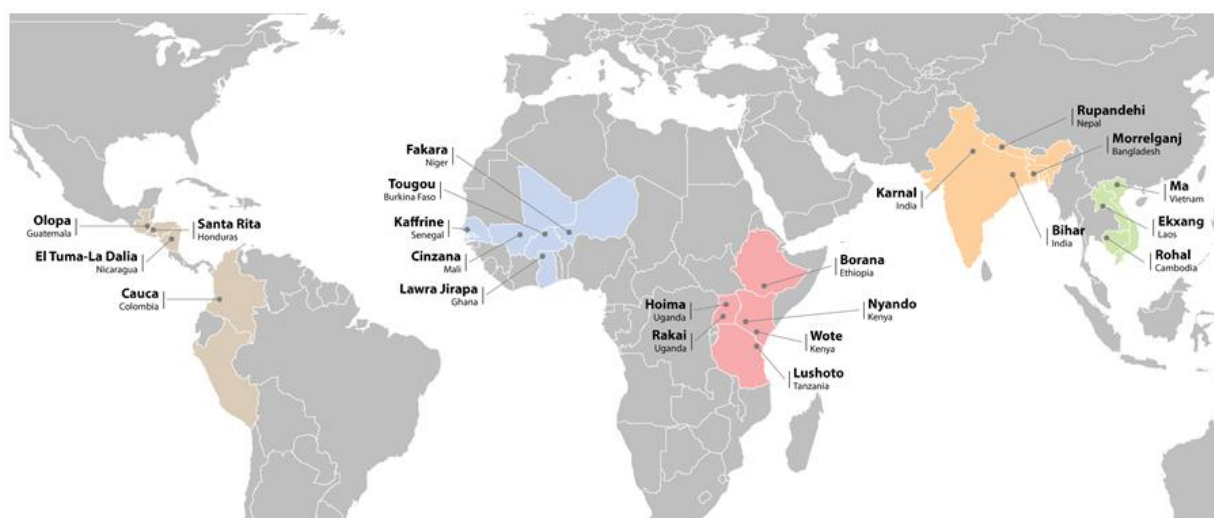 Olopa
Guatemala
Santa Rita
Honduras
El Tuma-La Dalia
Nicaragua
Cauca
Colombia
Fakara
Niger
Tougou
Burkina Faso
Kaffrine
Senegal
Cinzana
Mali
Lawra Jirapa
Ghana
Borana
Ethiopia
Hoima
Uganda
Nyando
Kenya
Rakai
Uganda
Wote
Kenya
Lushoto
Tanzania
Rupandehi
Nepal
Morrelganj
Bangladesh
Karnal
India
Bihar
India
Ma
Vietnam
Ekxang
Laos
Rohal
Cambodia